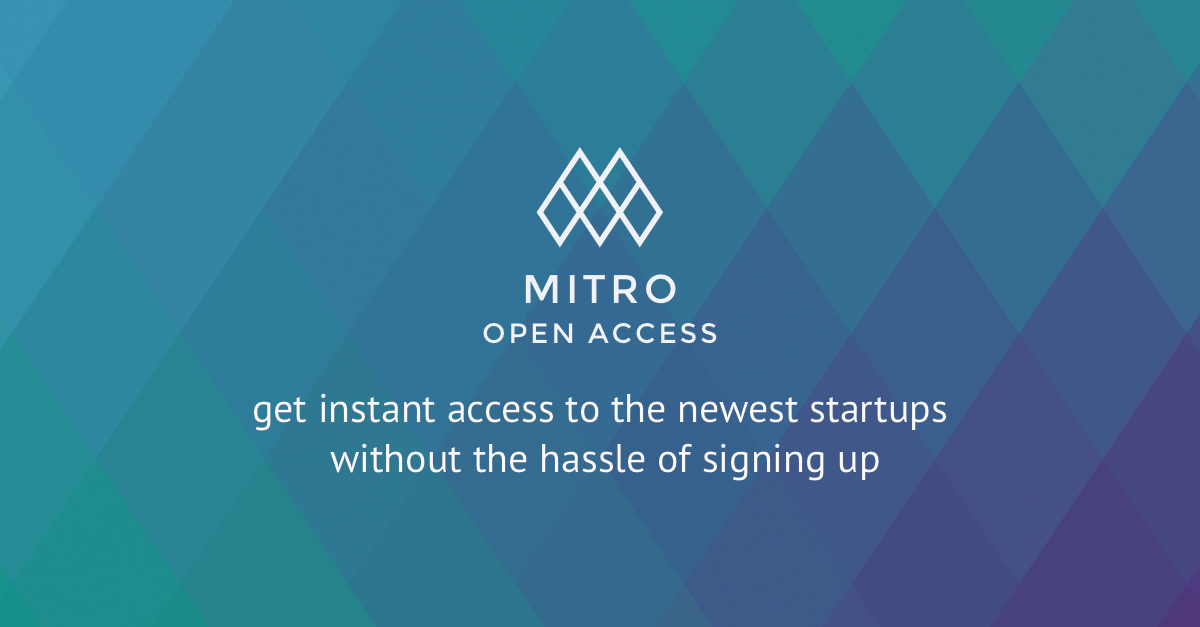 MITRO
OPEN ACCESS
get instant access to the newest startups
without the hassle of signing up